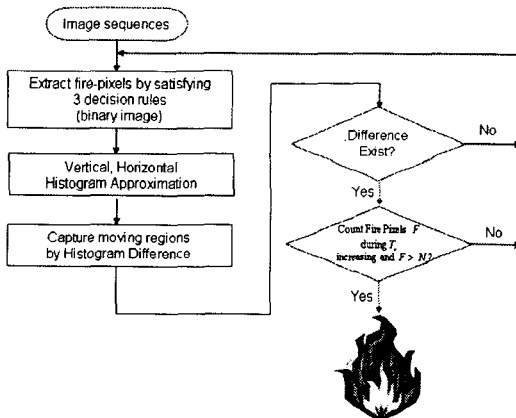 Image sequences
Extract fire-pixels by satisfying
3 decision rules
(binary image)
Vertical, Horizontal
Histogram Approximation
Capture moving regions
by Histogram Difference
Difference
Exist?
No
Yes
Count Fire Pixels F
during T,
increasing and F > N?
No
Yes